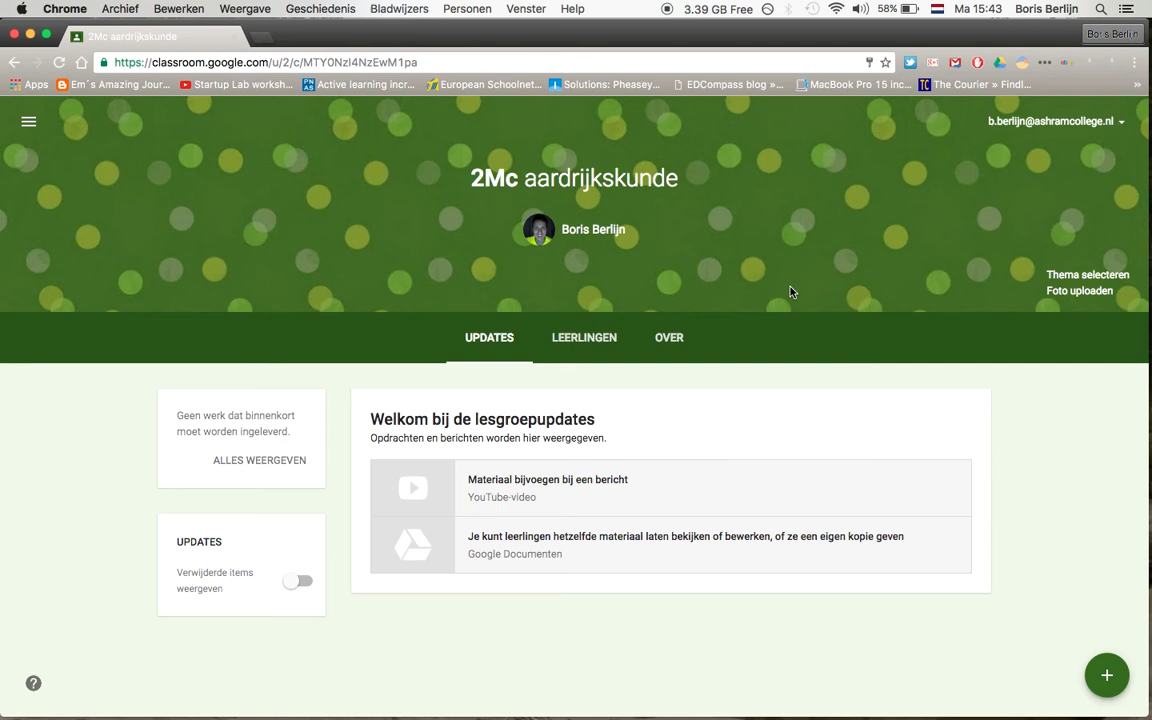 Chrome Archief Bewerken Weergave Geschiedenis Bladwijzers Personen Venster Help 3.39 GB Free 58% Ma 15:43 Boris Berlijn
2Mc aardrijkskunde Boris Berlijn
https://classroom.google.com/u/2/c/MTY0NzI4NzEwM1pa
Apps Em´s Amazing Jour... Startup Lab worksh... PN AS Active learning incr... European Schoolnet... Solutions: Pheasey... EDCompass blog »... MacBook Pro 15 inc... TC The Courier » Findl... »
b.berlijn@ashramcollege.nl
2Mc aardrijkskunde
Boris Berlijn
Thema selecteren
Foto uploaden
UPDATES LEERLINGEN OVER
Geen werk dat binnenkort
moet worden ingeleverd.
ALLES WEERGEVEN
UPDATES
Verwijderde items
weergeven
Welkom bij de lesgroepupdates
Opdrachten en berichten worden hier weergegeven.
Materiaal bijvoegen bij een bericht
YouTube-video
Je kunt leerlingen hetzelfde materiaal laten bekijken of bewerken, of ze een eigen kopie geven
Google Documenten
?
+